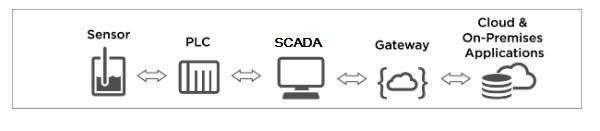 Sensor
PLC
SCADA
Gateway
Cloud &
On-Premises
Applications